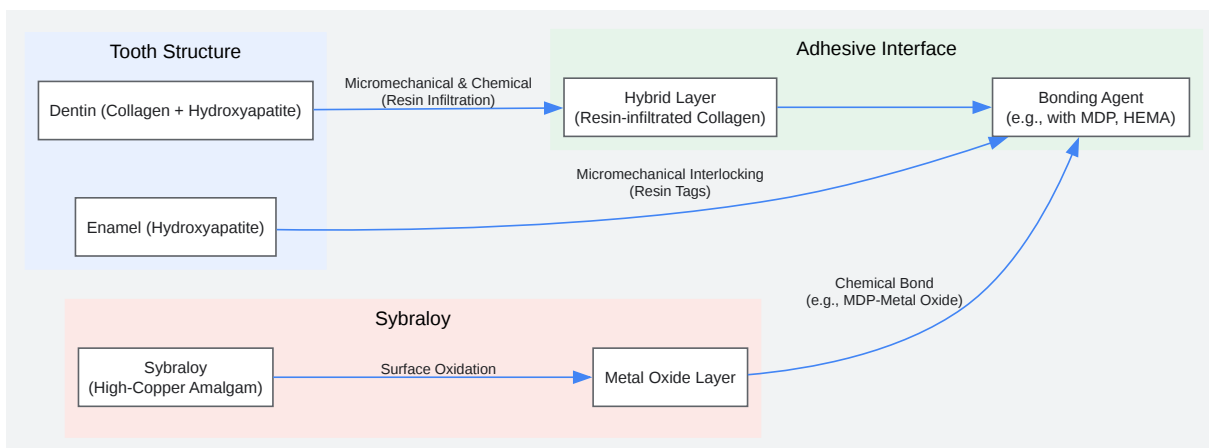 Tooth Structure
Adhesive Interface
Dentin (Collagen + Hydroxyapatite)
Micromechanical & Chemical
(Resin Infiltration)
Hybrid Layer
(Resin-infiltrated Collagen)
Bonding Agent
(e.g., with MDP, HEMA)
Enamel (Hydroxyapatite)
Micromechanical Interlocking
(Resin Tags)
Chemical Bond
(e.g., MDP-Metal Oxide)
Sybraloy
Sybraloy
(High-Copper Amalgam)
Surface Oxidation
Metal Oxide Layer